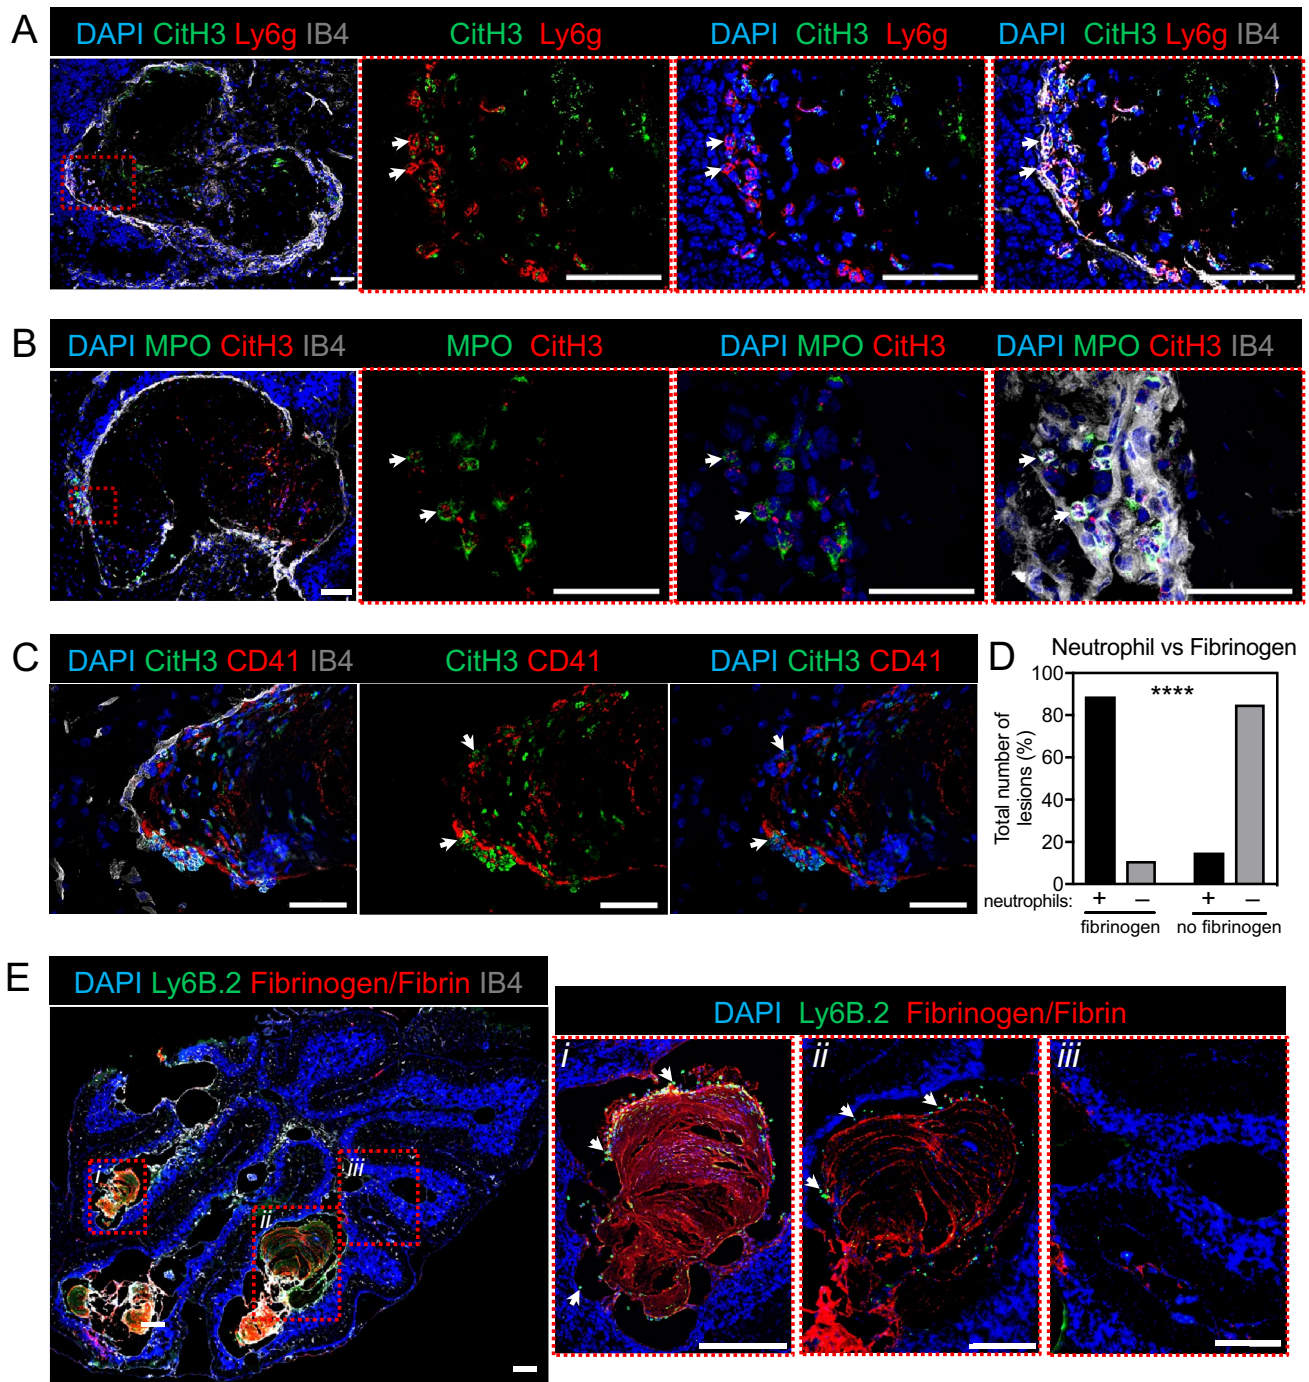 A
DAPI CitH3 Ly6g IB4
CitH3 Ly6g
DAPI CitH3 Ly6g
DAPI CitH3 Ly6g IB4
B
DAPI MPO CitH3 IB4
MPO CitH3
DAPI MPO CitH3
DAPI MPO CitH3 IB4
C
DAPI CitH3 CD41 IB4
CitH3 CD41
DAPI CitH3 CD41
D
Neutrophil vs Fibrinogen
Total number of
lesions (%)
100
80
60
40
20
0
****
neutrophils: + – + –
fibrinogen no fibrinogen
E
DAPI Ly6B.2 Fibrinogen/Fibrin IB4
i
ii
iii
DAPI Ly6B.2 Fibrinogen/Fibrin
i
ii
iii